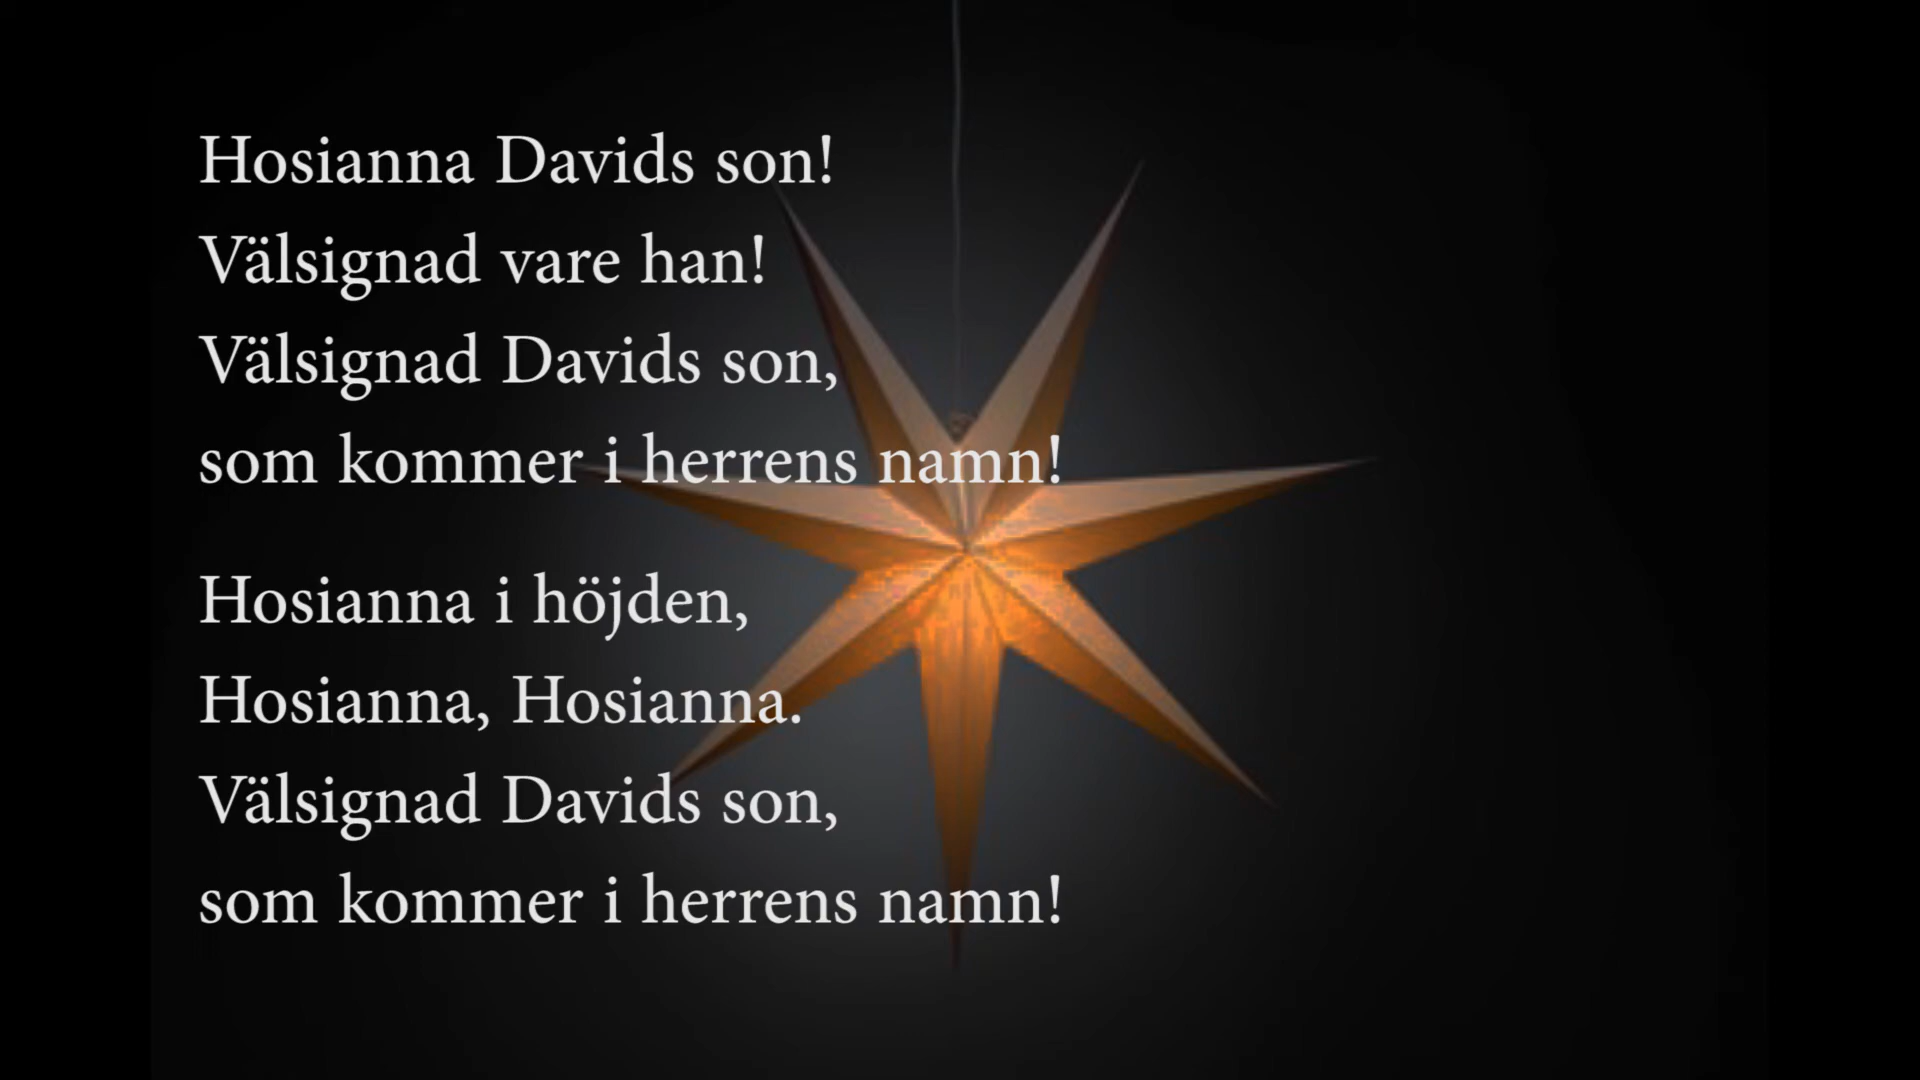 Hosianna Davids son!
Välsignad vare han!
Välsignad Davids son,
som kommer i herrens namn!
Hosianna i höjden,
Hosianna, Hosianna.
Välsignad Davids son,
som kommer i herrens namn!